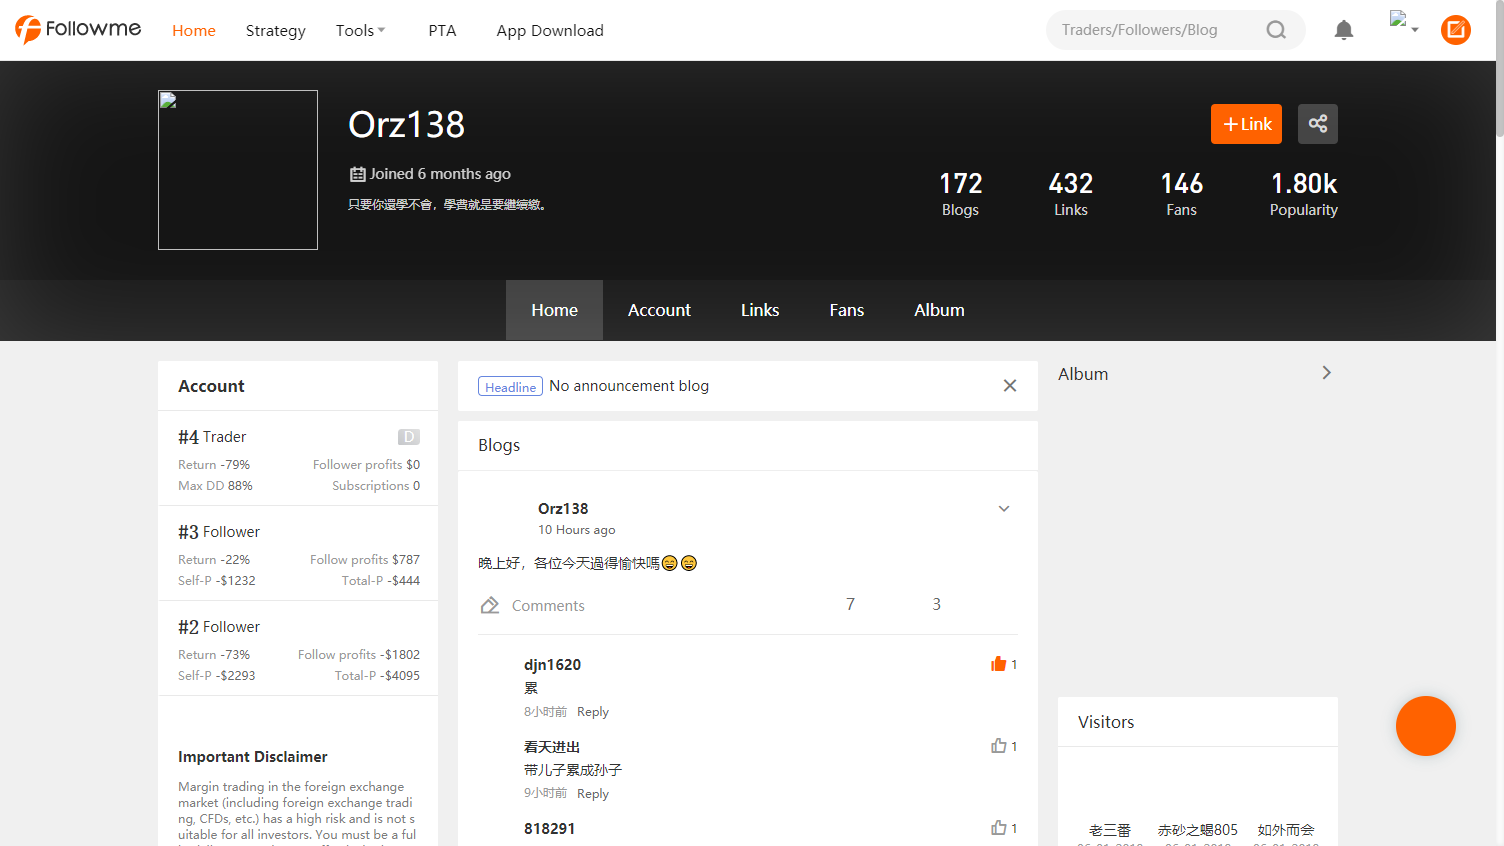 Followme
Home
Strategy
Tools
PTA
App Download
Traders/Followers/Blog
Orz138
Joined 6 months ago
只要你還學不會，學費就是要繼續繳。
+Link
172
Blogs
432
Links
146
Fans
1.80k
Popularity
Home
Account
Links
Fans
Album
Account
#4 Trader
D
Return -79%
Follower profits $0
Max DD 88%
Subscriptions 0
#3 Follower
Return -22%
Follow profits $787
Self-P -$1232
Total-P -$444
#2 Follower
Return -73%
Follow profits -$1802
Self-P -$2293
Total-P -$4095
Important Disclaimer
Margin trading in the foreign exchange
market (including foreign exchange tradi
ng, CFDs, etc.) has a high risk and is not s
uitable for all investors. You must be a ful
Headline No announcement blog
Blogs
Orz138
10 Hours ago
晚上好，各位今天過得愉快嗎😄😄
Comments
7
3
djn1620
1
累
8小时前 Reply
看天进出
1
带儿子累成孙子
9小时前 Reply
818291
1
Album
Visitors
老三番
赤砂之蝎805
如外而会